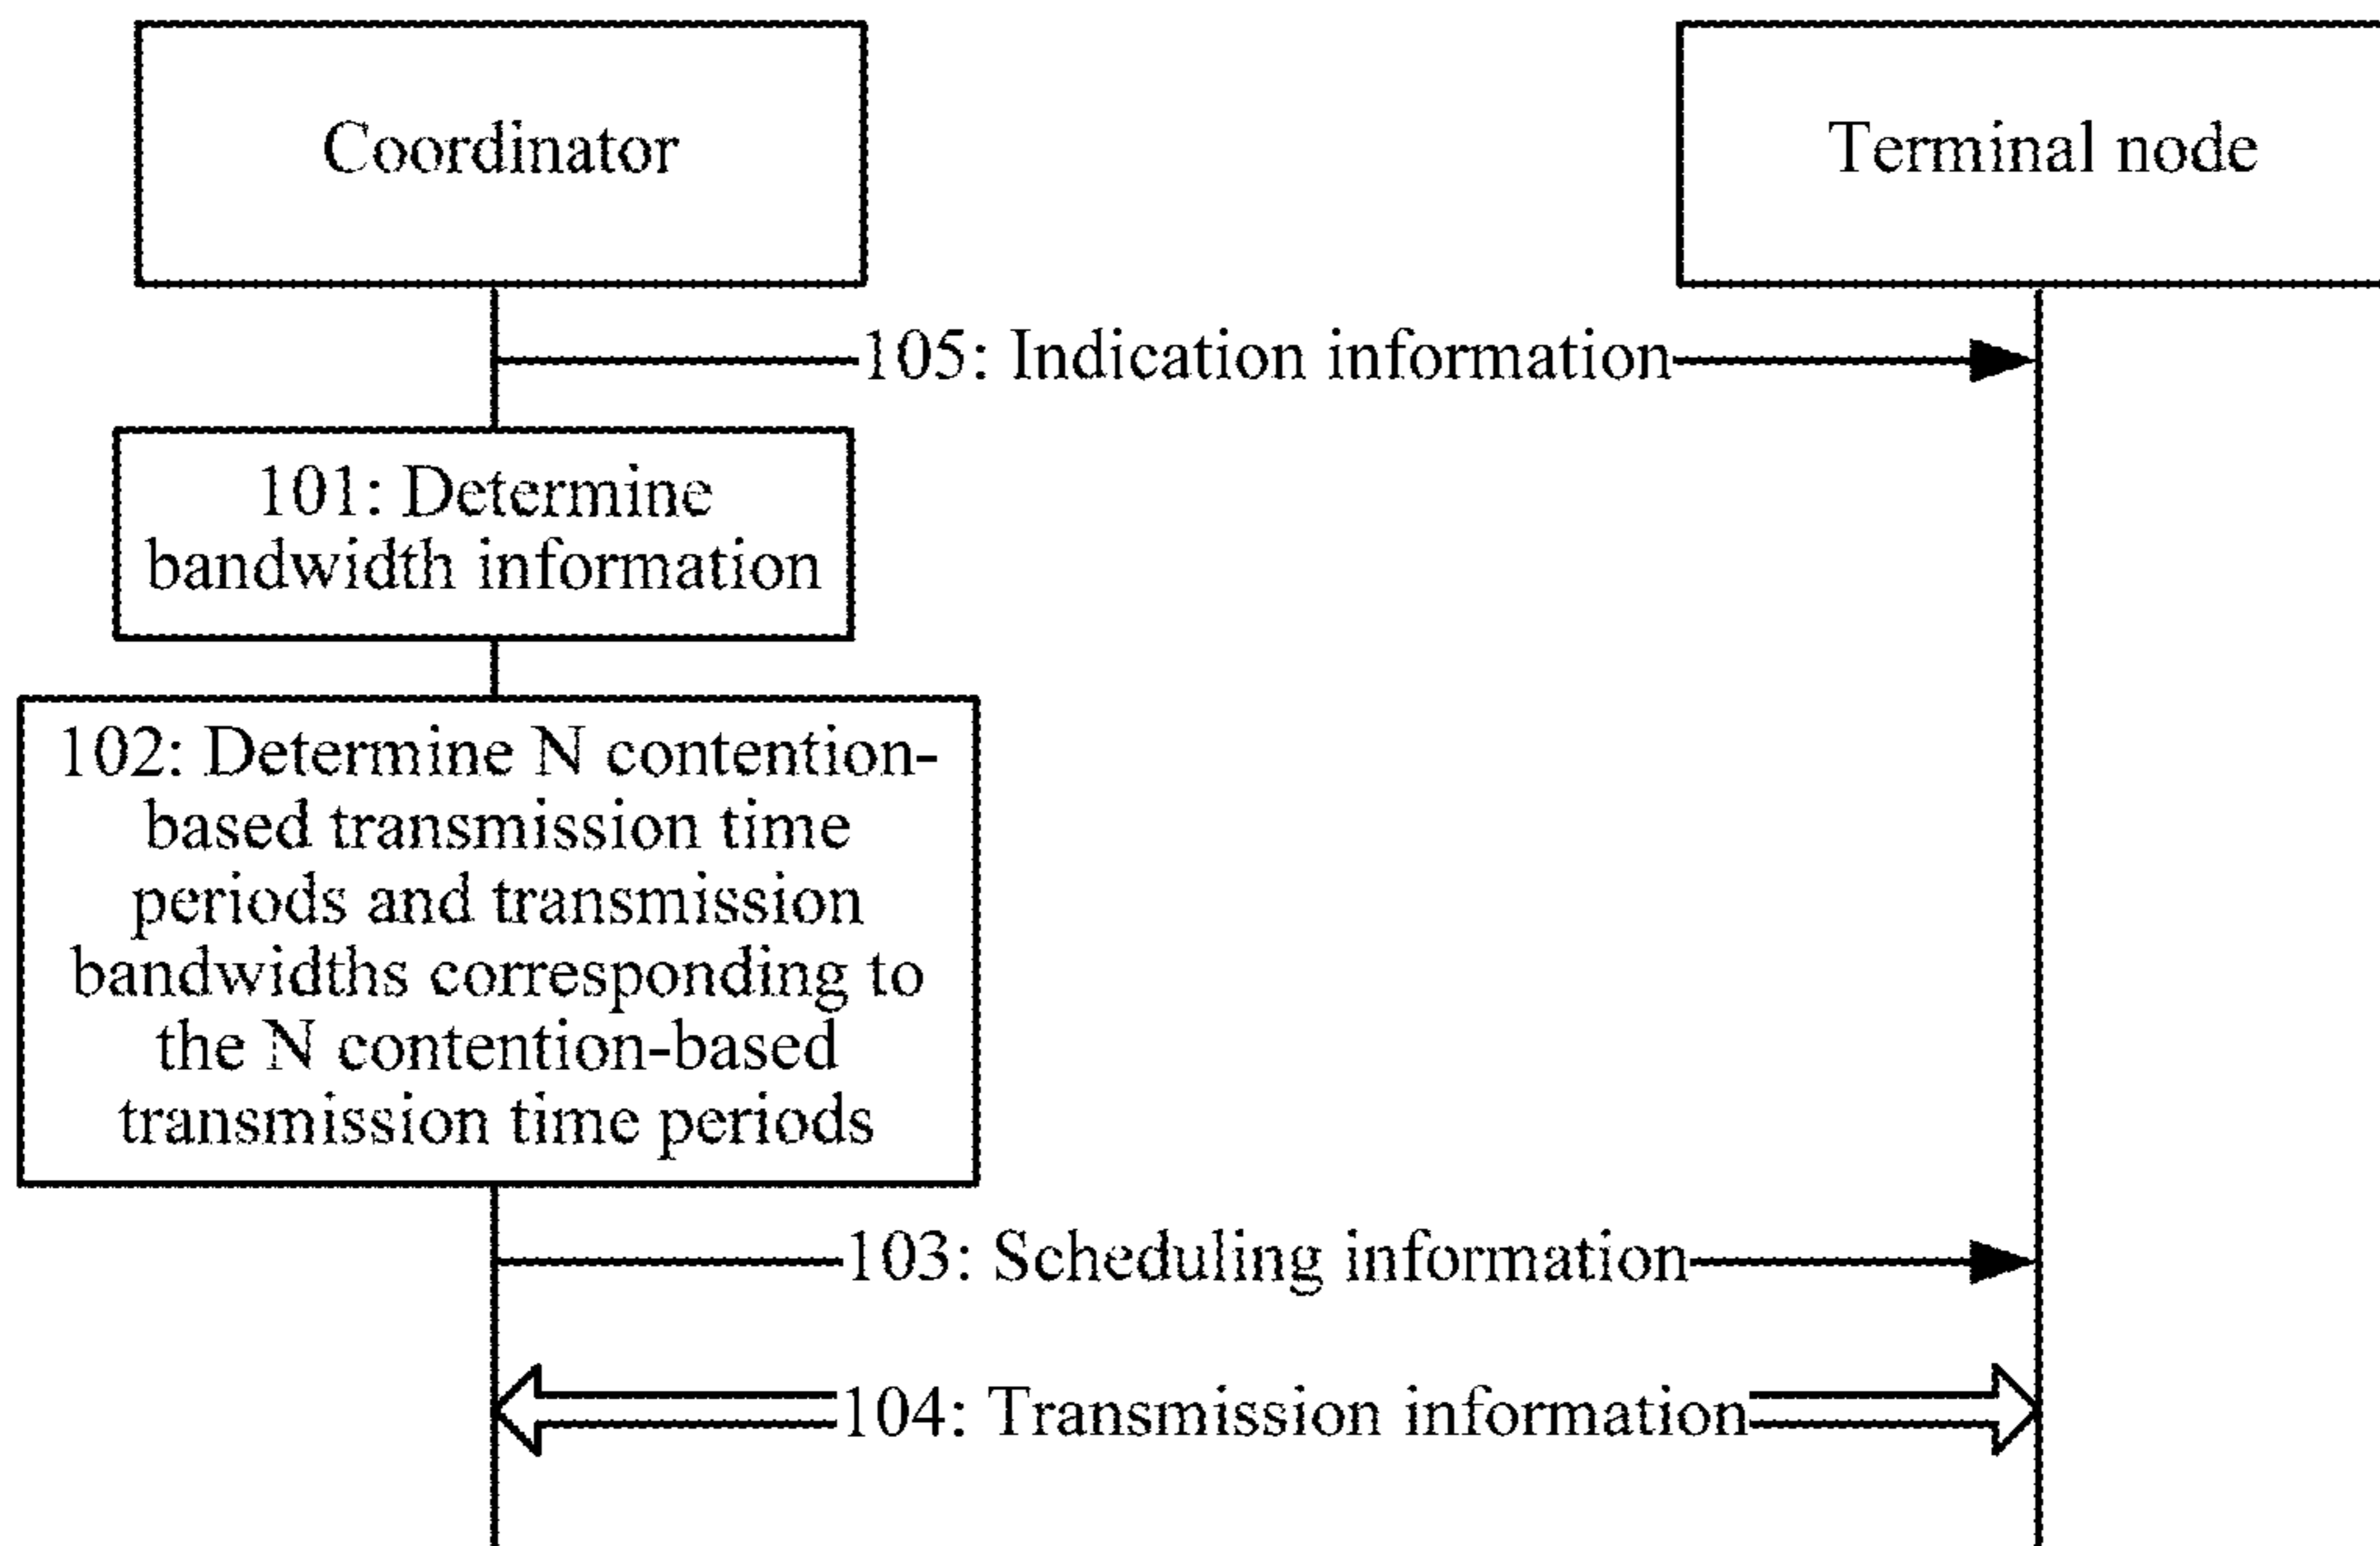 Coordinator
Terminal node
105: Indication information
101: Determine
bandwidth information
102: Determine N contention-
based transmission time
periods and transmission
bandwidths corresponding to
the N contention-based
transmission time periods
103: Scheduling information
104: Transmission information